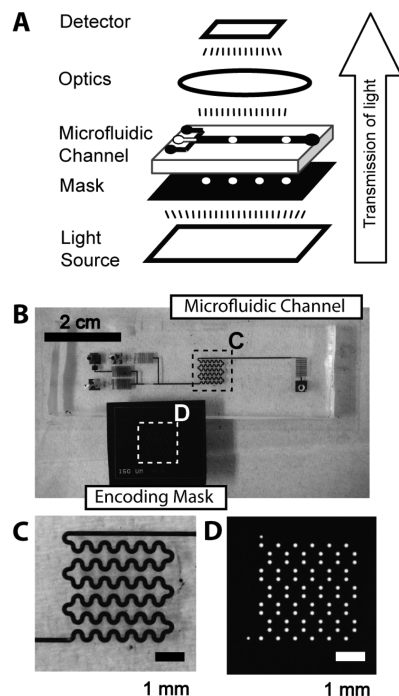 A
Detector
Optics
Microfluidic
Channel
Mask
Light
Source
Transmission of light
B
Microfluidic Channel
2 cm
C
D
150 um
Encoding Mask
C
D
1 mm
1 mm